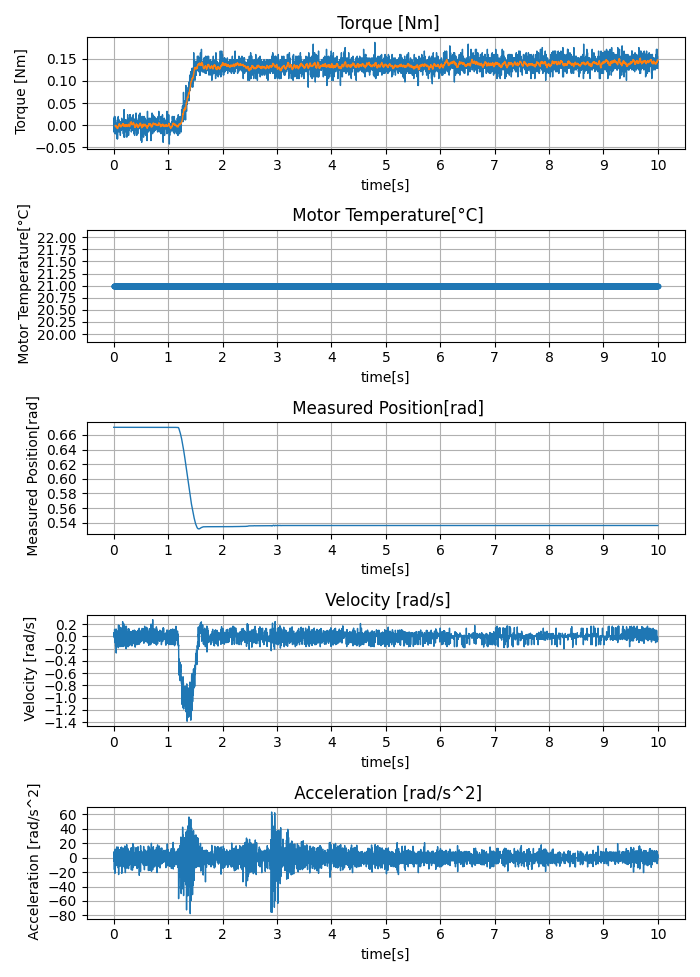 Torque [Nm]
Torque [Nm]
0.15
0.10
0.05
0.00
−0.05
0 1 2 3 4 5 6 7 8 9 10
time[s]
Motor Temperature[°C]
Motor Temperature[°C]
22.00
21.75
21.50
21.25
21.00
20.75
20.50
20.25
20.00
0 1 2 3 4 5 6 7 8 9 10
time[s]
Measured Position[rad]
Measured Position[rad]
0.66
0.64
0.62
0.60
0.58
0.56
0.54
0 1 2 3 4 5 6 7 8 9 10
time[s]
Velocity [rad/s]
Velocity [rad/s]
0.2
0.0
−0.2
−0.4
−0.6
−0.8
−1.0
−1.2
−1.4
0 1 2 3 4 5 6 7 8 9 10
time[s]
Acceleration [rad/s^2]
Acceleration [rad/s^2]
60
40
20
0
−20
−40
−60
−80
0 1 2 3 4 5 6 7 8 9 10
time[s]